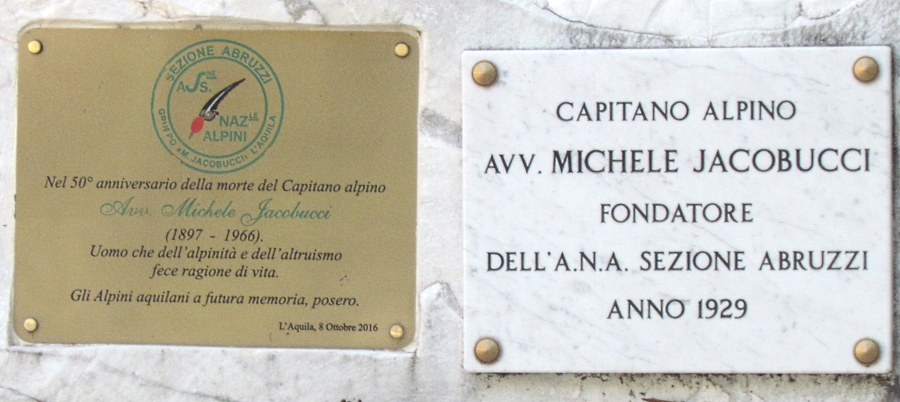 SEZIONE ABRUZZI
ASS.NE
NAZ.LE
ALPINI
GRUPPO "M. JACOBUCCI" L'AQUILA
Nel 50° anniversario della morte del Capitano alpino
Avv. Michele Jacobucci
(1897 - 1966).
Uomo che dell'alpinità e dell'altruismo
fece ragione di vita.
Gli Alpini aquilani a futura memoria, posero.
L'Aquila, 8 Ottobre 2016
CAPITANO ALPINO
AVV. MICHELE JACOBUCCI
FONDATORE
DELL'A.N.A. SEZIONE ABRUZZI
ANNO 1929